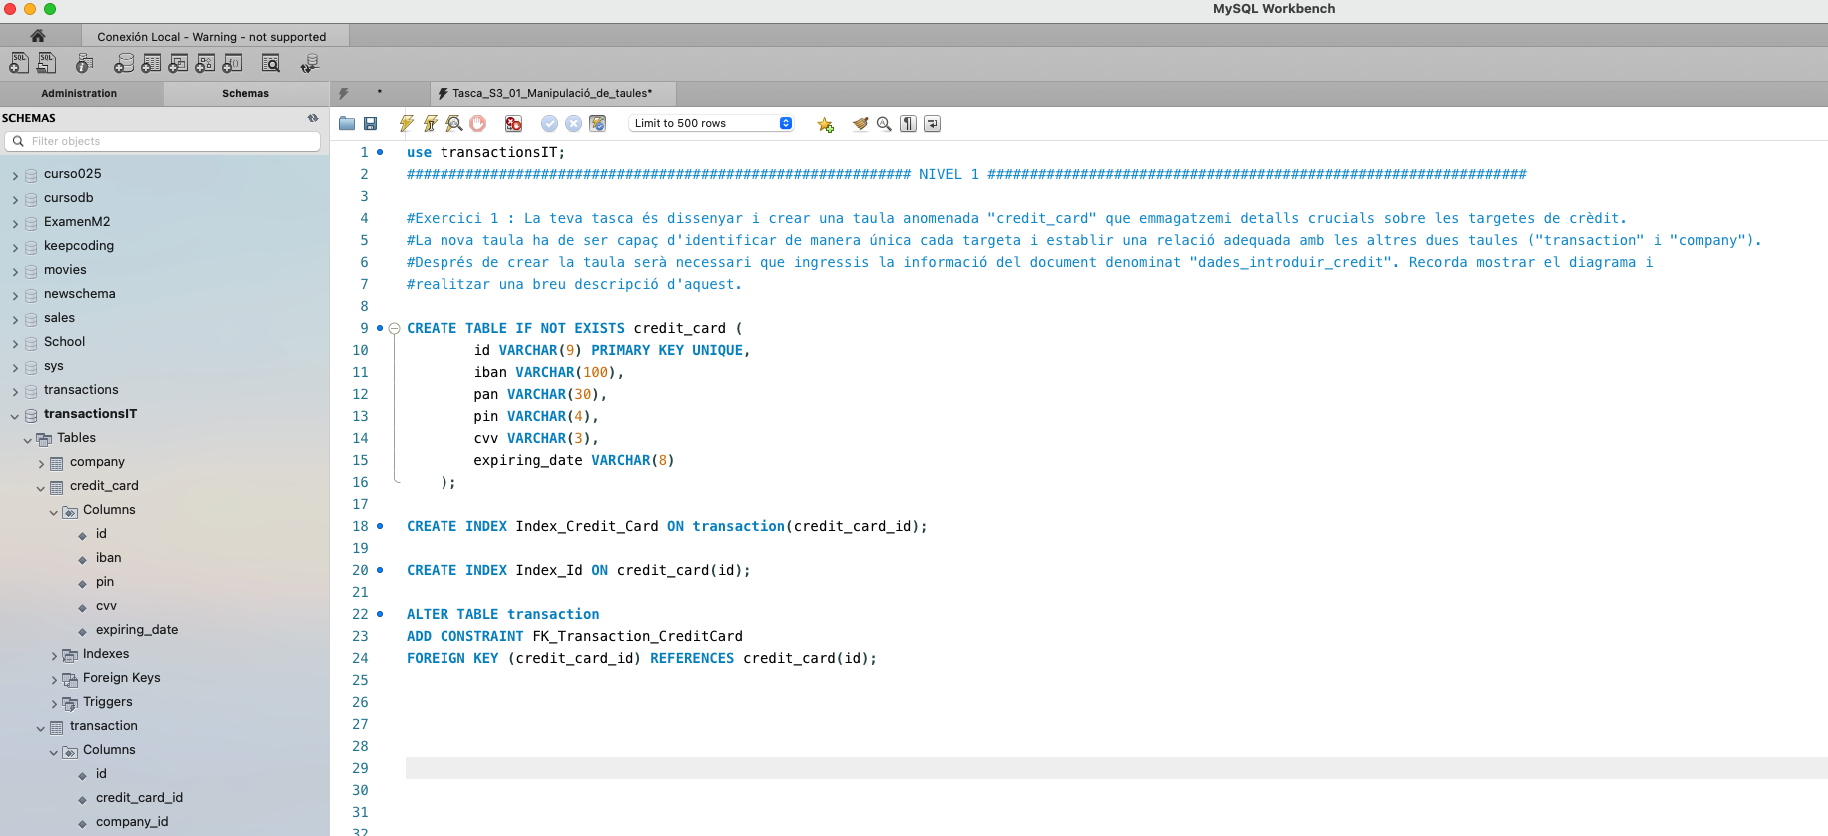 MySQL Workbench
Conexión Local - Warning - not supported
Administration
Schemas
*
Tasca_S3_01_Manipulació_de_taules*
SCHEMAS
Filter objects
curso025
cursodb
ExamenM2
keepcoding
movies
newschema
sales
School
sys
transactions
transactionsIT
Tables
company
credit_card
Columns
id
iban
pin
cvv
expiring_date
Indexes
Foreign Keys
Triggers
transaction
Columns
id
credit_card_id
company_id
Limit to 500 rows
1 use transactionsIT;
2 ############################################################ NIVEL 1 ################################################################
3
4 #Exercici 1 : La teva tasca és dissenyar i crear una taula anomenada "credit_card" que emmagatzemi detalls crucials sobre les targetes de crèdit.
5 #La nova taula ha de ser capaç d'identificar de manera única cada targeta i establir una relació adequada amb les altres dues taules ("transaction" i "company").
6 #Després de crear la taula serà necessari que ingressis la informació del document denominat "dades_introduir_credit". Recorda mostrar el diagrama i
7 #realitzar una breu descripció d'aquest.
8
9 CREATE TABLE IF NOT EXISTS credit_card (
10 id VARCHAR(9) PRIMARY KEY UNIQUE,
11 iban VARCHAR(100),
12 pan VARCHAR(30),
13 pin VARCHAR(4),
14 cvv VARCHAR(3),
15 expiring_date VARCHAR(8)
16 );
17
18 CREATE INDEX Index_Credit_Card ON transaction(credit_card_id);
19
20 CREATE INDEX Index_Id ON credit_card(id);
21
22 ALTER TABLE transaction
23 ADD CONSTRAINT FK_Transaction_CreditCard
24 FOREIGN KEY (credit_card_id) REFERENCES credit_card(id);
25
26
27
28
29
30
31
32